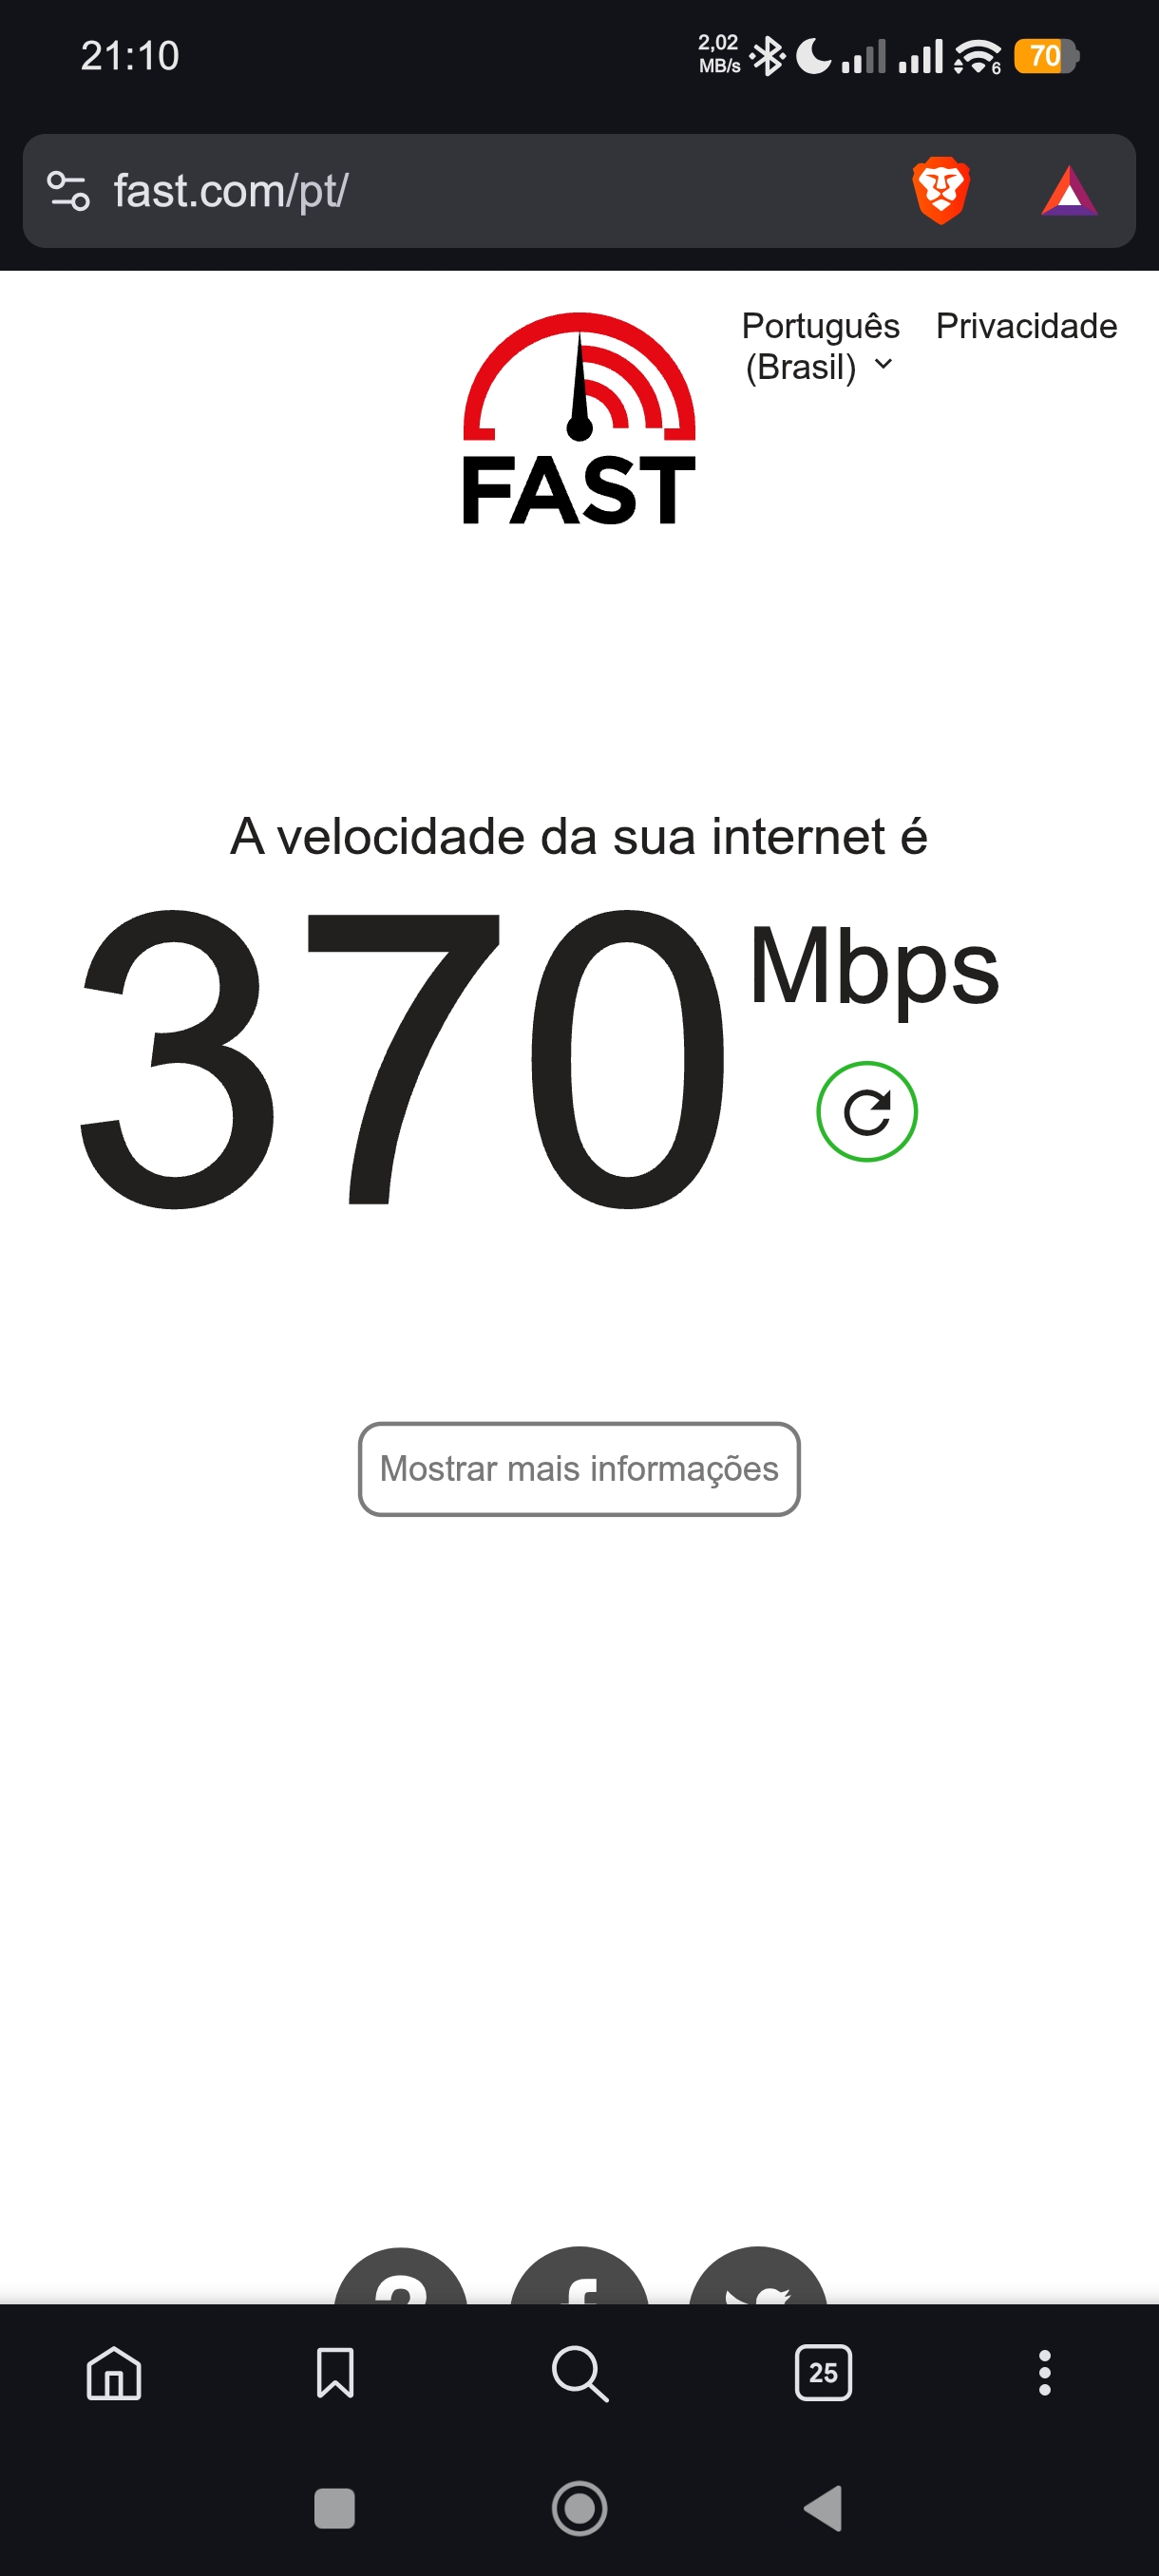 21:10
2,02
MB/s
6
70
fast.com/pt/
Português
(Brasil)
Privacidade
FAST
A velocidade da sua internet é
370 Mbps
Mostrar mais informações
25